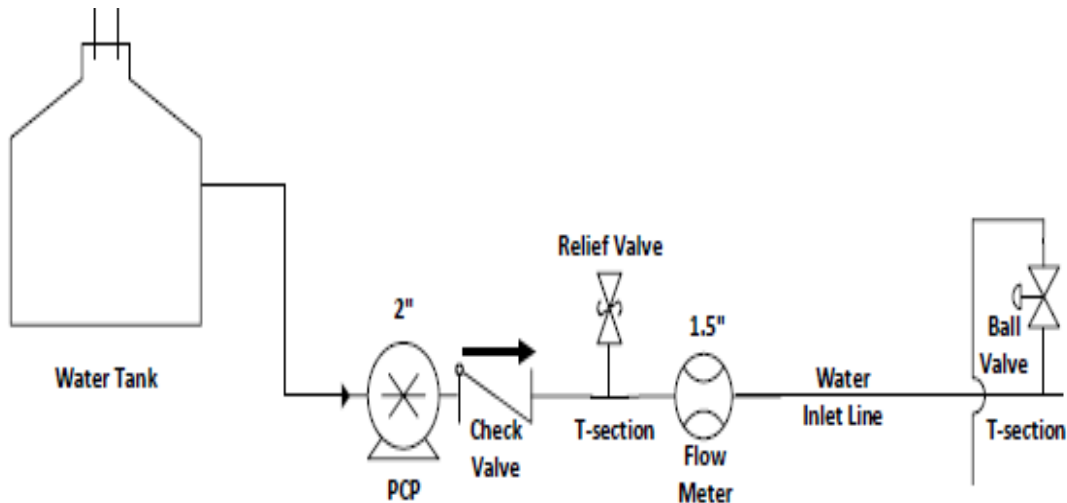 Water Tank
2"
PCP
Check
Valve
Relief Valve
T-section
1.5"
Flow
Meter
Water
Inlet Line
Ball
Valve
T-section